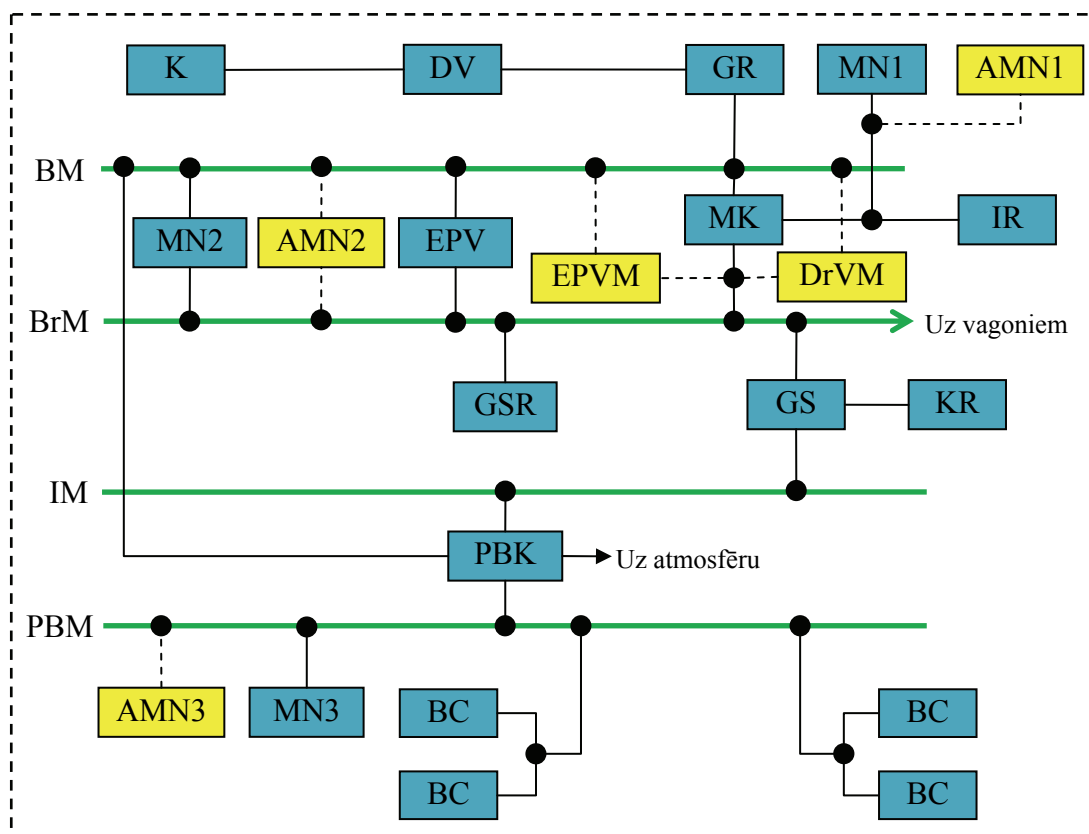 K
DV
GR
MN1
AMN1
BM
MN2
AMN2
EPV
MK
IR
EPVM
DrVM
BrM
Uz vagoniem
GSR
GS
KR
IM
PBK
Uz atmosfēru
PBM
AMN3
MN3
BC
BC
BC
BC